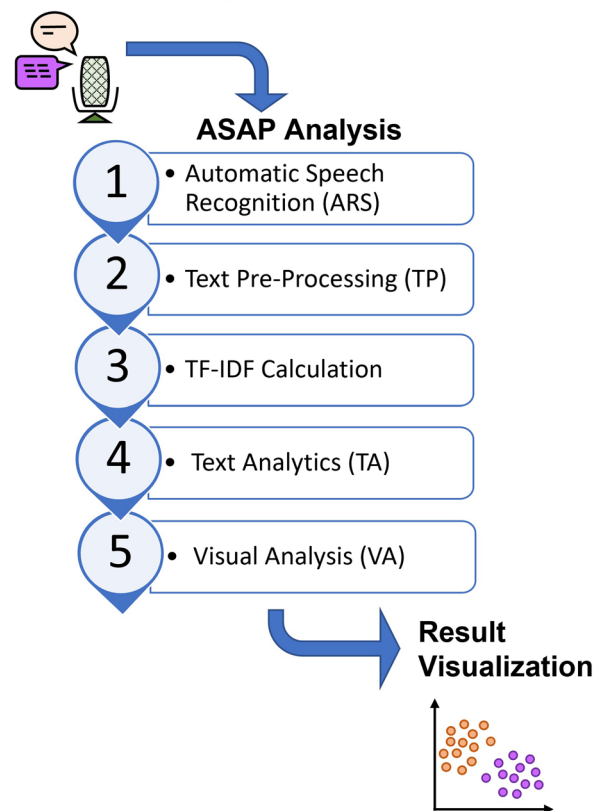 ASAP Analysis
1
• Automatic Speech
Recognition (ARS)
2
• Text Pre-Processing (TP)
3
• TF-IDF Calculation
4
• Text Analytics (TA)
5
• Visual Analysis (VA)
Result
Visualization